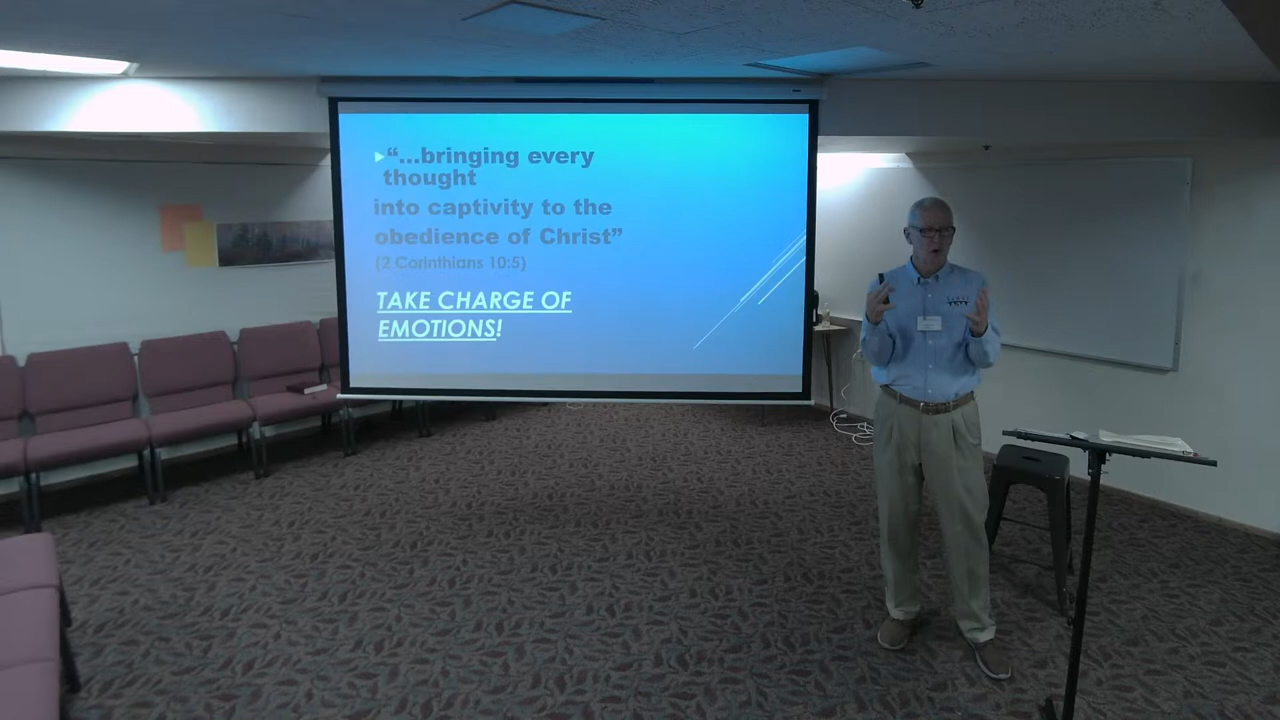 “...bringing every
thought
into captivity to the
obedience of Christ”
(2 Corinthians 10:5)
TAKE CHARGE OF
EMOTIONS!